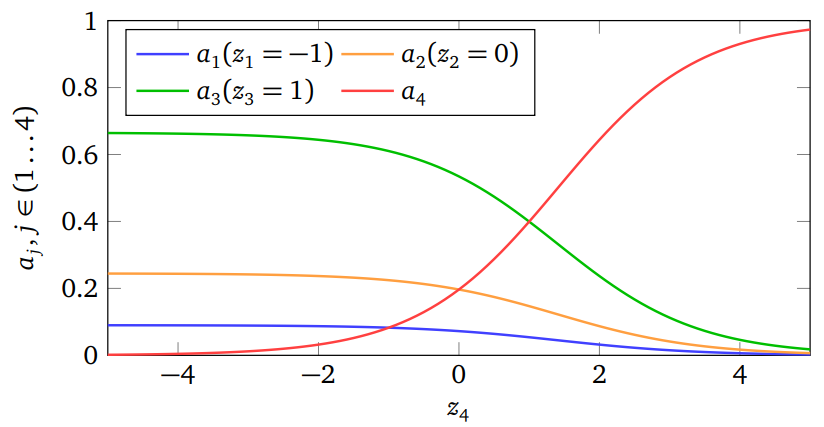 1
0.8
0.6
0.4
0.2
0
a₁(z₁ = −1) a₂(z₂ = 0)
a₃(z₃ = 1) a₄
aⱼ, j ∈ (1 … 4)
−4 −2 0 2 4
z₄